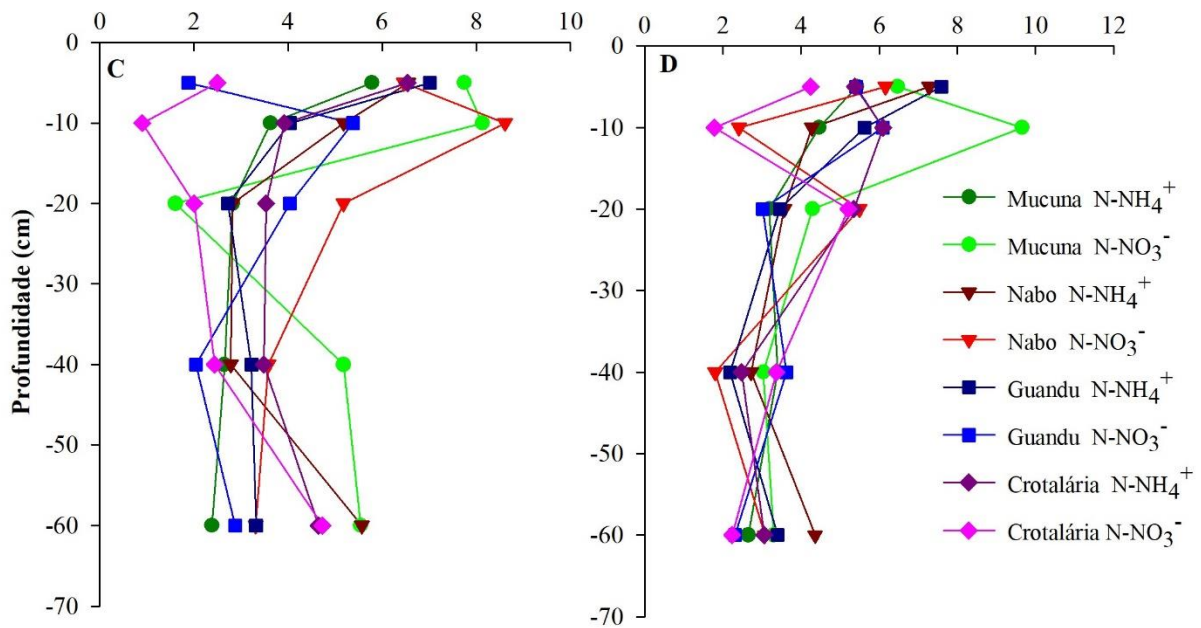 0 2 4 6 8 10
0
-10
-20
-30
-40
-50
-60
-70
Profundidade (cm)
C
0 2 4 6 8 10 12
0
-10
-20
-30
-40
-50
-60
-70
D
Mucuna N-NH4+
Mucuna N-NO3-
Nabo N-NH4+
Nabo N-NO3-
Guandu N-NH4+
Guandu N-NO3-
Crotalária N-NH4+
Crotalária N-NO3-